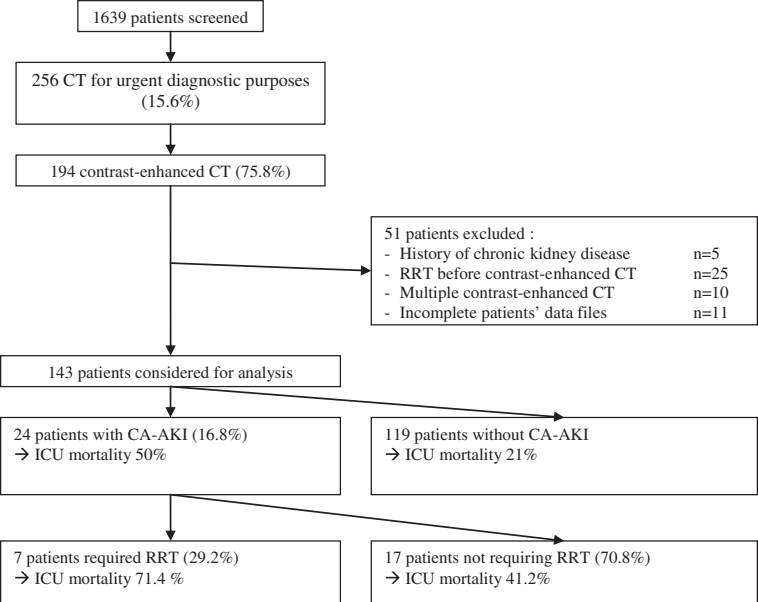 1639 patients screened
256 CT for urgent diagnostic purposes
(15.6%)
194 contrast-enhanced CT (75.8%)
51 patients excluded :
- History of chronic kidney disease n=5
- RRT before contrast-enhanced CT n=25
- Multiple contrast-enhanced CT n=10
- Incomplete patients' data files n=11
143 patients considered for analysis
24 patients with CA-AKI (16.8%)
→ ICU mortality 50%
119 patients without CA-AKI
→ ICU mortality 21%
7 patients required RRT (29.2%)
→ ICU mortality 71.4 %
17 patients not requiring RRT (70.8%)
→ ICU mortality 41.2%